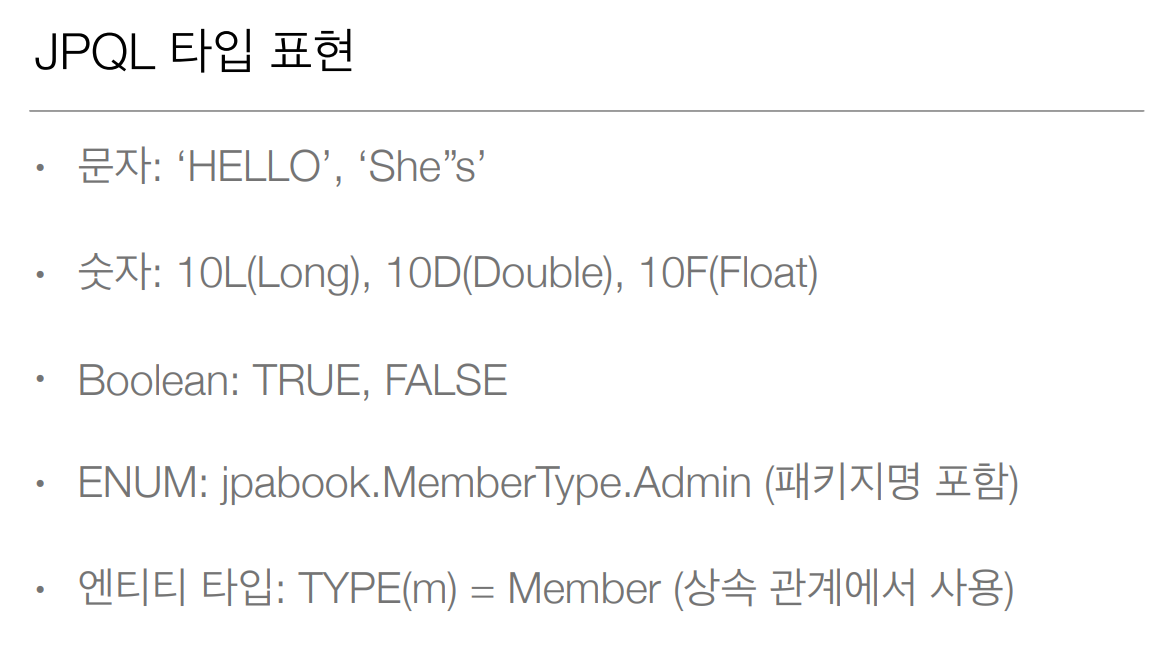 JPQL 타입 표현
• 문자: ‘HELLO’, ‘She’’s’
• 숫자: 10L(Long), 10D(Double), 10F(Float)
• Boolean: TRUE, FALSE
• ENUM: jpabook.MemberType.Admin (패키지명 포함)
• 엔티티 타입: TYPE(m) = Member (상속 관계에서 사용)